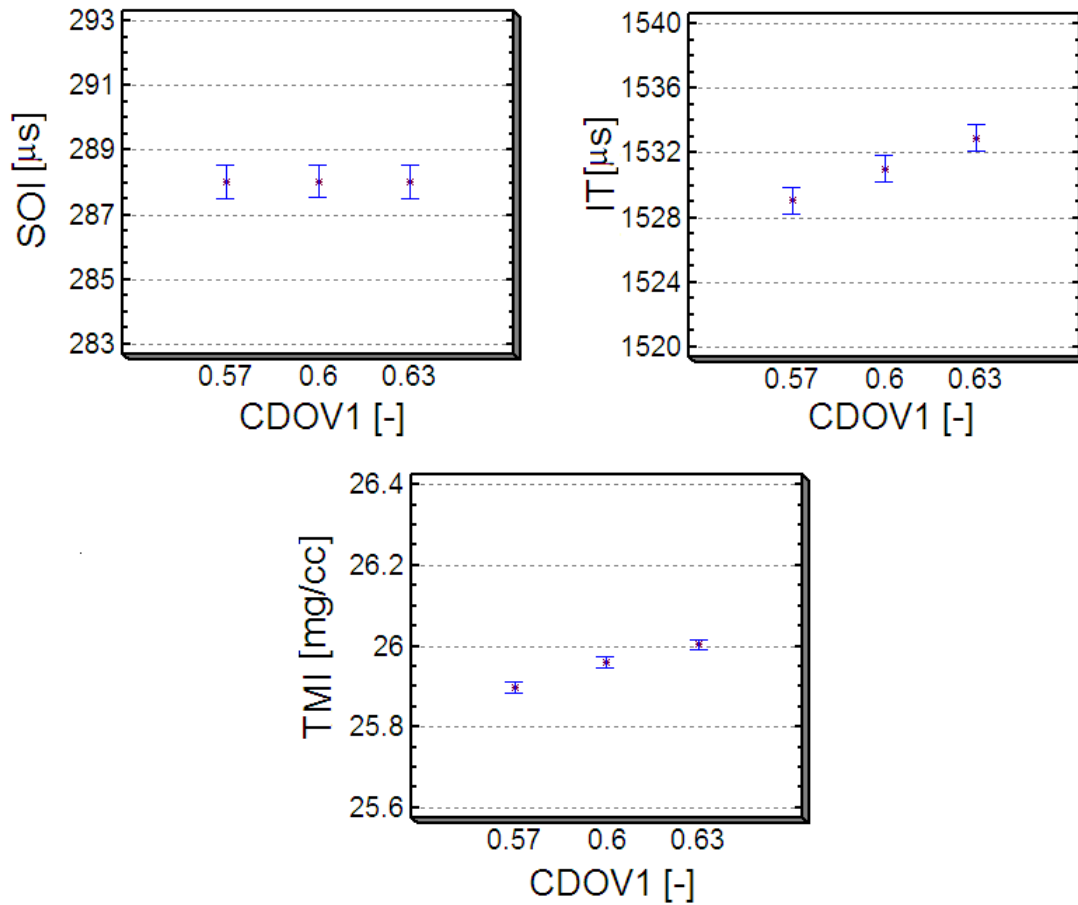 SOI [µs]
293
291
289
287
285
283
0.57 0.6 0.63
CDOV1 [-]
IT[µs]
1540
1536
1532
1528
1524
1520
0.57 0.6 0.63
CDOV1 [-]
TMI [mg/cc]
26.4
26.2
26
25.8
25.6
0.57 0.6 0.63
CDOV1 [-]